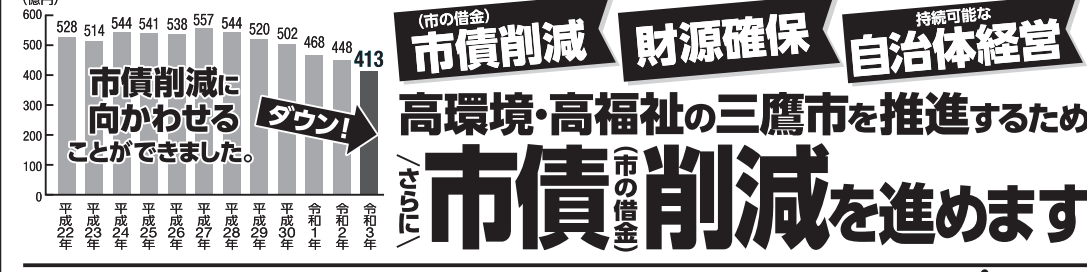 (億円)
600
500
400
300
200
100
0
528 514 544 541 538 557 544 520 502 468 448 413
市債削減に
向かわせる
ことができました。
ダウン!
平成22年 平成23年 平成24年 平成25年 平成26年 平成27年 平成28年 平成29年 平成30年 令和1年 令和2年 令和3年
(市の借金)
市債削減
財源確保
持続可能な
自治体経営
高環境・高福祉の三鷹市を推進するため
さらに
市債(市の借金)削減を進めます